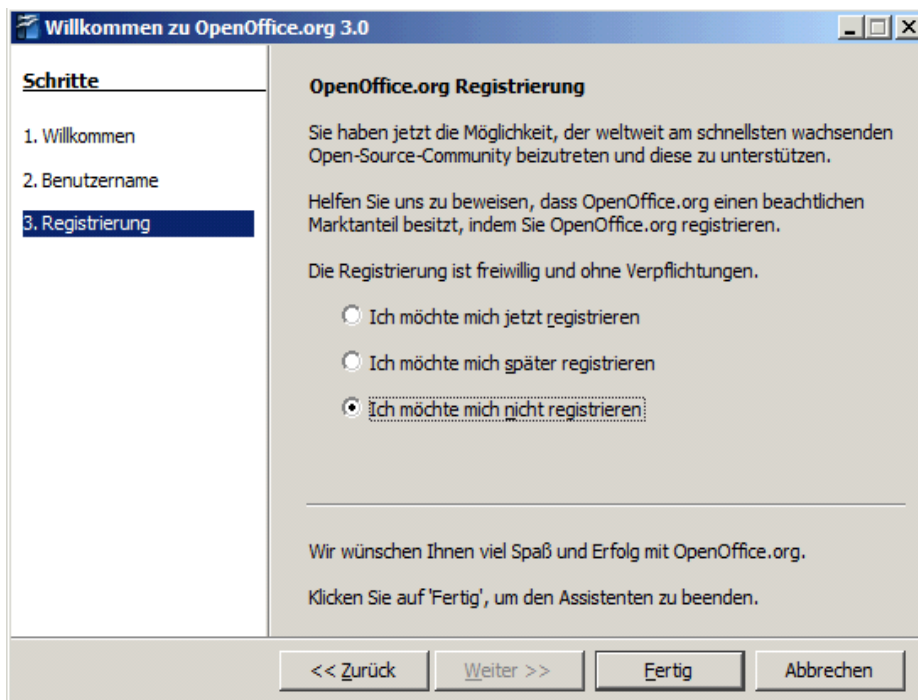 Willkommen zu OpenOffice.org 3.0
Schritte
1. Willkommen
2. Benutzername
3. Registrierung
OpenOffice.org Registrierung
Sie haben jetzt die Möglichkeit, der weltweit am schnellsten wachsenden
Open-Source-Community beizutreten und diese zu unterstützen.
Helfen Sie uns zu beweisen, dass OpenOffice.org einen beachtlichen
Marktanteil besitzt, indem Sie OpenOffice.org registrieren.
Die Registrierung ist freiwillig und ohne Verpflichtungen.
Ich möchte mich jetzt registrieren
Ich möchte mich später registrieren
Ich möchte mich nicht registrieren
Wir wünschen Ihnen viel Spaß und Erfolg mit OpenOffice.org.
Klicken Sie auf 'Fertig', um den Assistenten zu beenden.
<< Zurück
Weiter >>
Fertig
Abbrechen